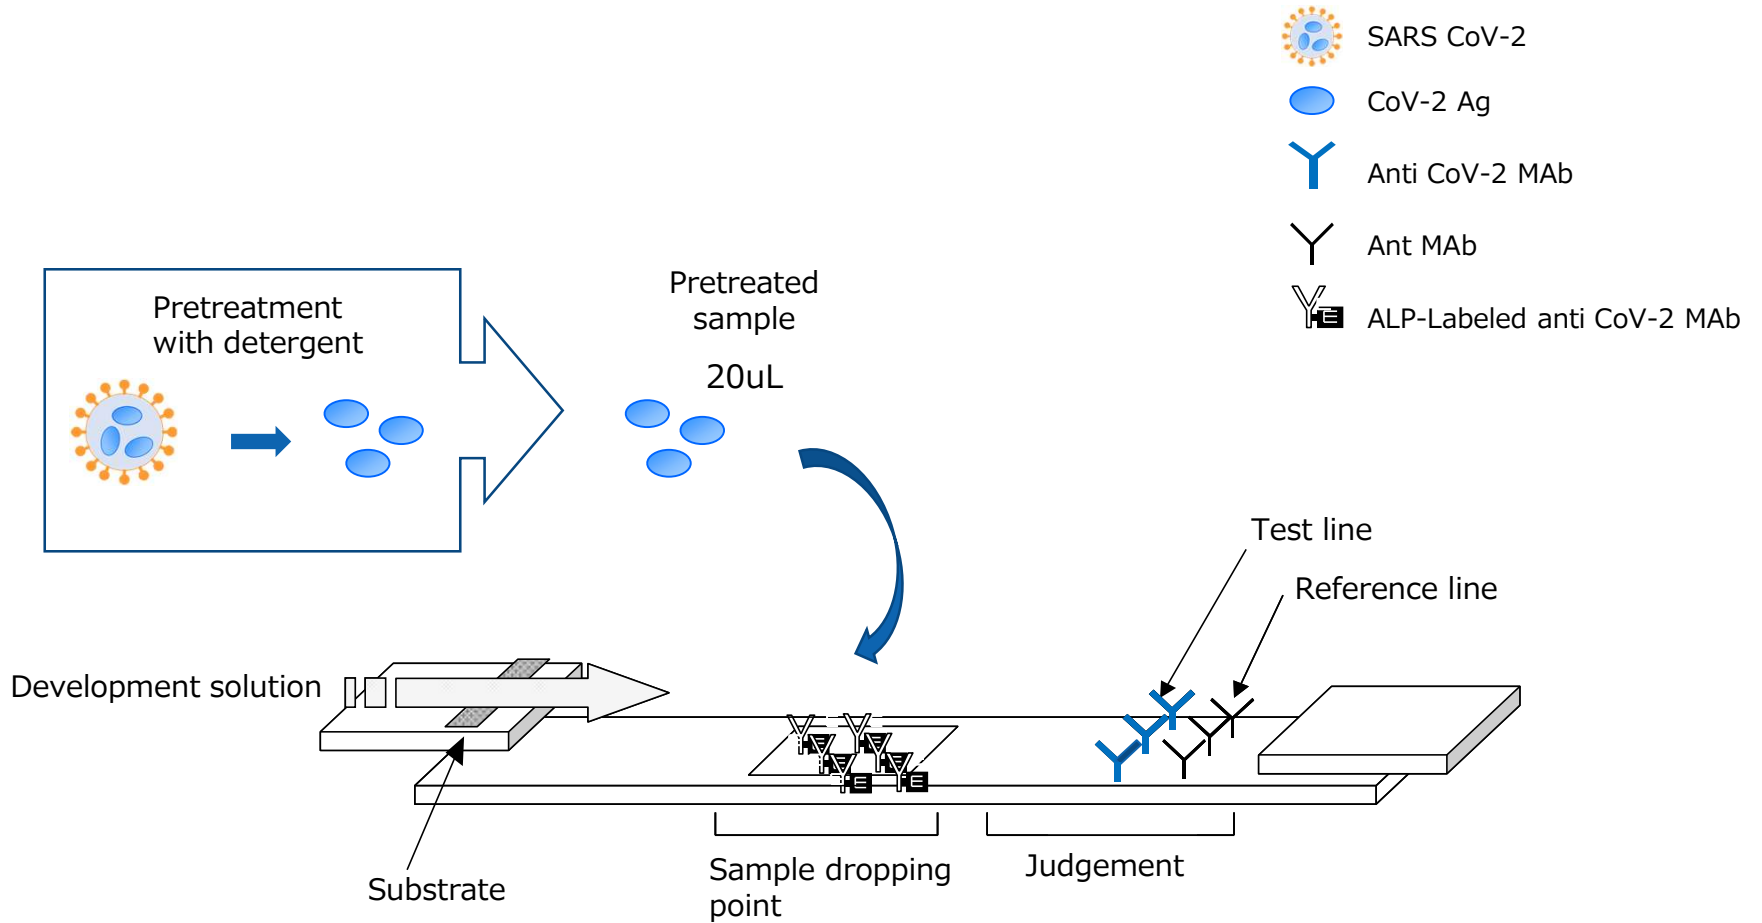 SARS CoV-2
CoV-2 Ag
Anti CoV-2 MAb
Ant MAb
E
ALP-Labeled anti CoV-2 MAb
Pretreatment
with detergent
Pretreated
sample
20uL
Test line
Reference line
Development solution
E
E
E
E
E
E
Substrate
Sample dropping
point
Judgement